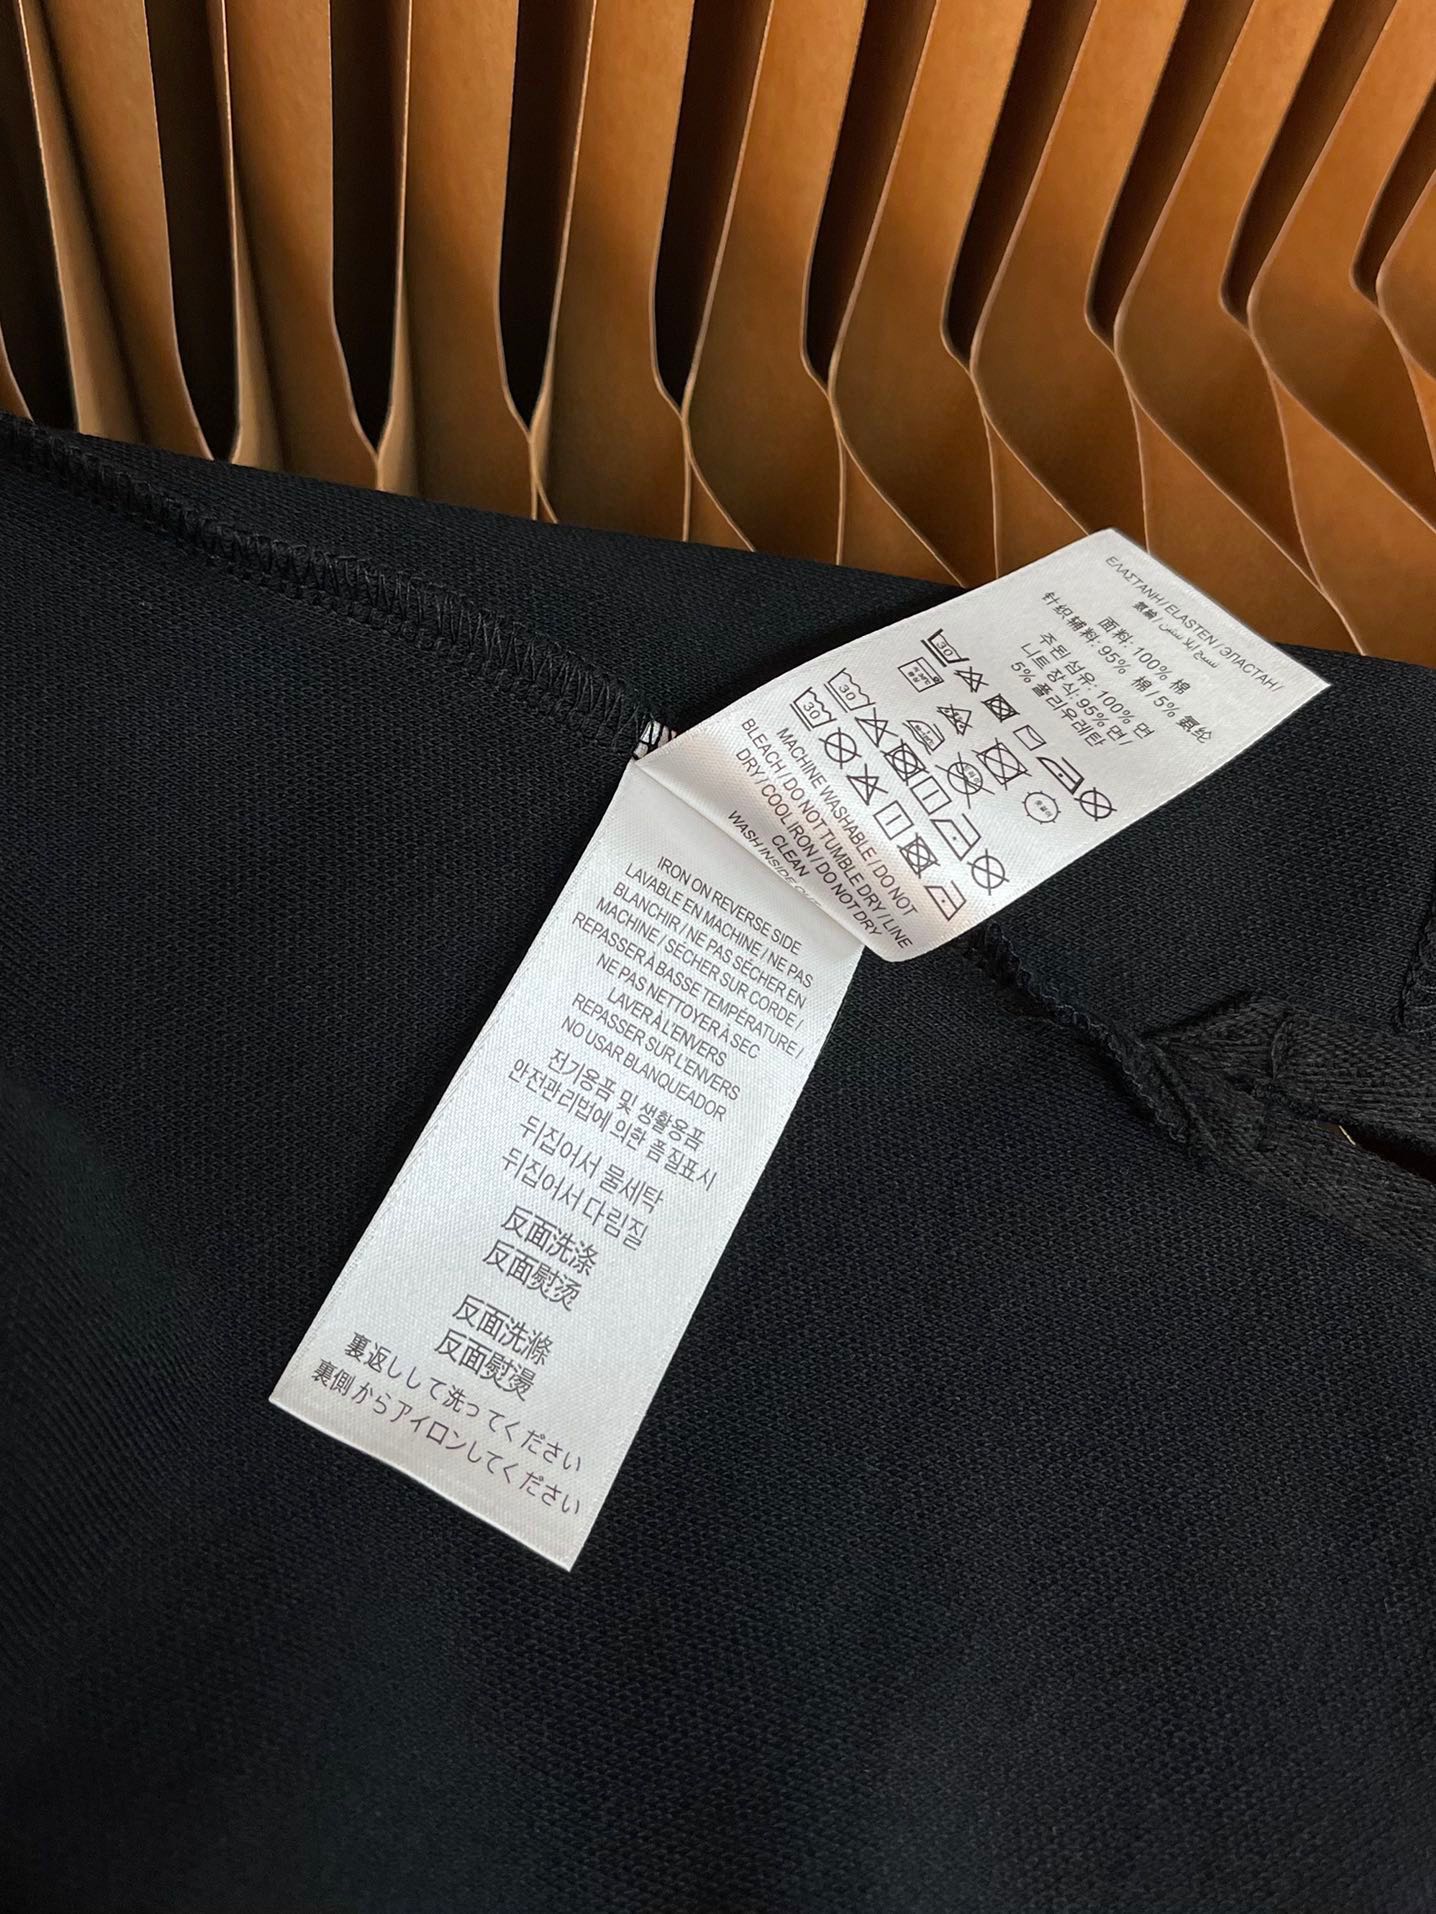 ΕΛΑΣΤΑΝΗ / ELASTEN / ЭЛАСТАН /
面料: 100% 棉
针织辅料: 95% 棉 / 5% 氨纶
주된 섬유: 100% 면
니트 장식: 95% 면 /
5% 폴리우레탄
30
30
30
MACHINE WASHABLE / DO NOT
BLEACH / DO NOT TUMBLE DRY / LINE
DRY / COOL IRON / DO NOT DRY
CLEAN
WASH INSIDE OUT
IRON ON REVERSE SIDE
LAVABLE EN MACHINE / NE PAS
BLANCHIR / NE PAS SÉCHER EN
MACHINE / SÉCHER SUR CORDE /
REPASSER À BASSE TEMPÉRATURE /
NE PAS NETTOYER À SEC
LAVER À L'ENVERS
REPASSER SUR L'ENVERS
NO USAR BLANQUEADOR
전기용품 및 생활용품
안전관리법에 의한 품질표시
뒤집어서 물세탁
뒤집어서 다림질
反面洗涤
反面熨烫
反面洗滌
反面熨燙
裏返しして洗ってください
裏側からアイロンしてください